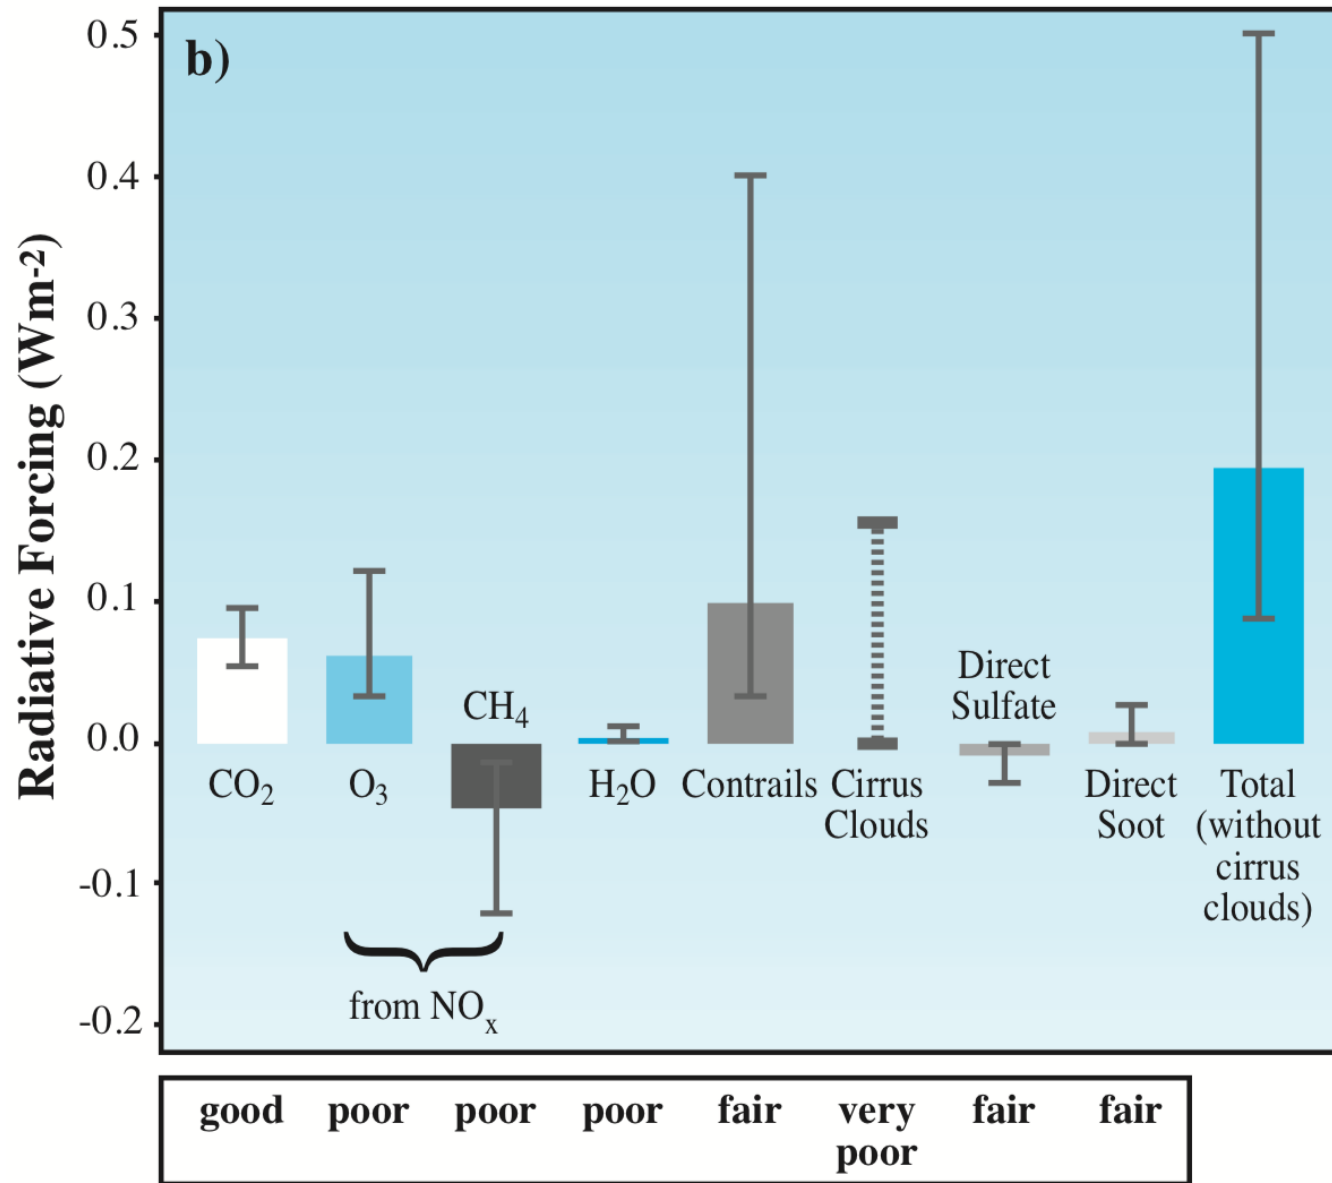 b)
Radiative Forcing (Wm⁻²)
0.5
0.4
0.3
0.2
0.1
0.0
-0.1
-0.2
CO₂
O₃
CH₄
from NOₓ
H₂O
Contrails
Cirrus
Clouds
Direct
Sulfate
Direct
Soot
Total
(without
cirrus
clouds)
good poor poor poor fair very fair fair
poor